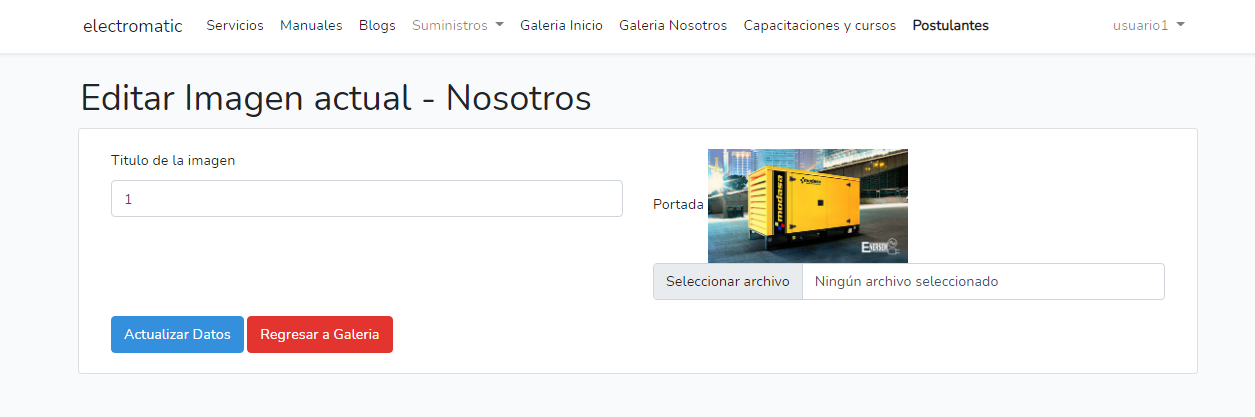 electromatic Servicios Manuales Blogs Suministros Galeria Inicio Galeria Nosotros Capacitaciones y cursos Postulantes usuario1
Editar Imagen actual - Nosotros
Titulo de la imagen
1
Portada
modasa
modasa
ENERSEM
Seleccionar archivo Ningún archivo seleccionado
Actualizar Datos Regresar a Galeria